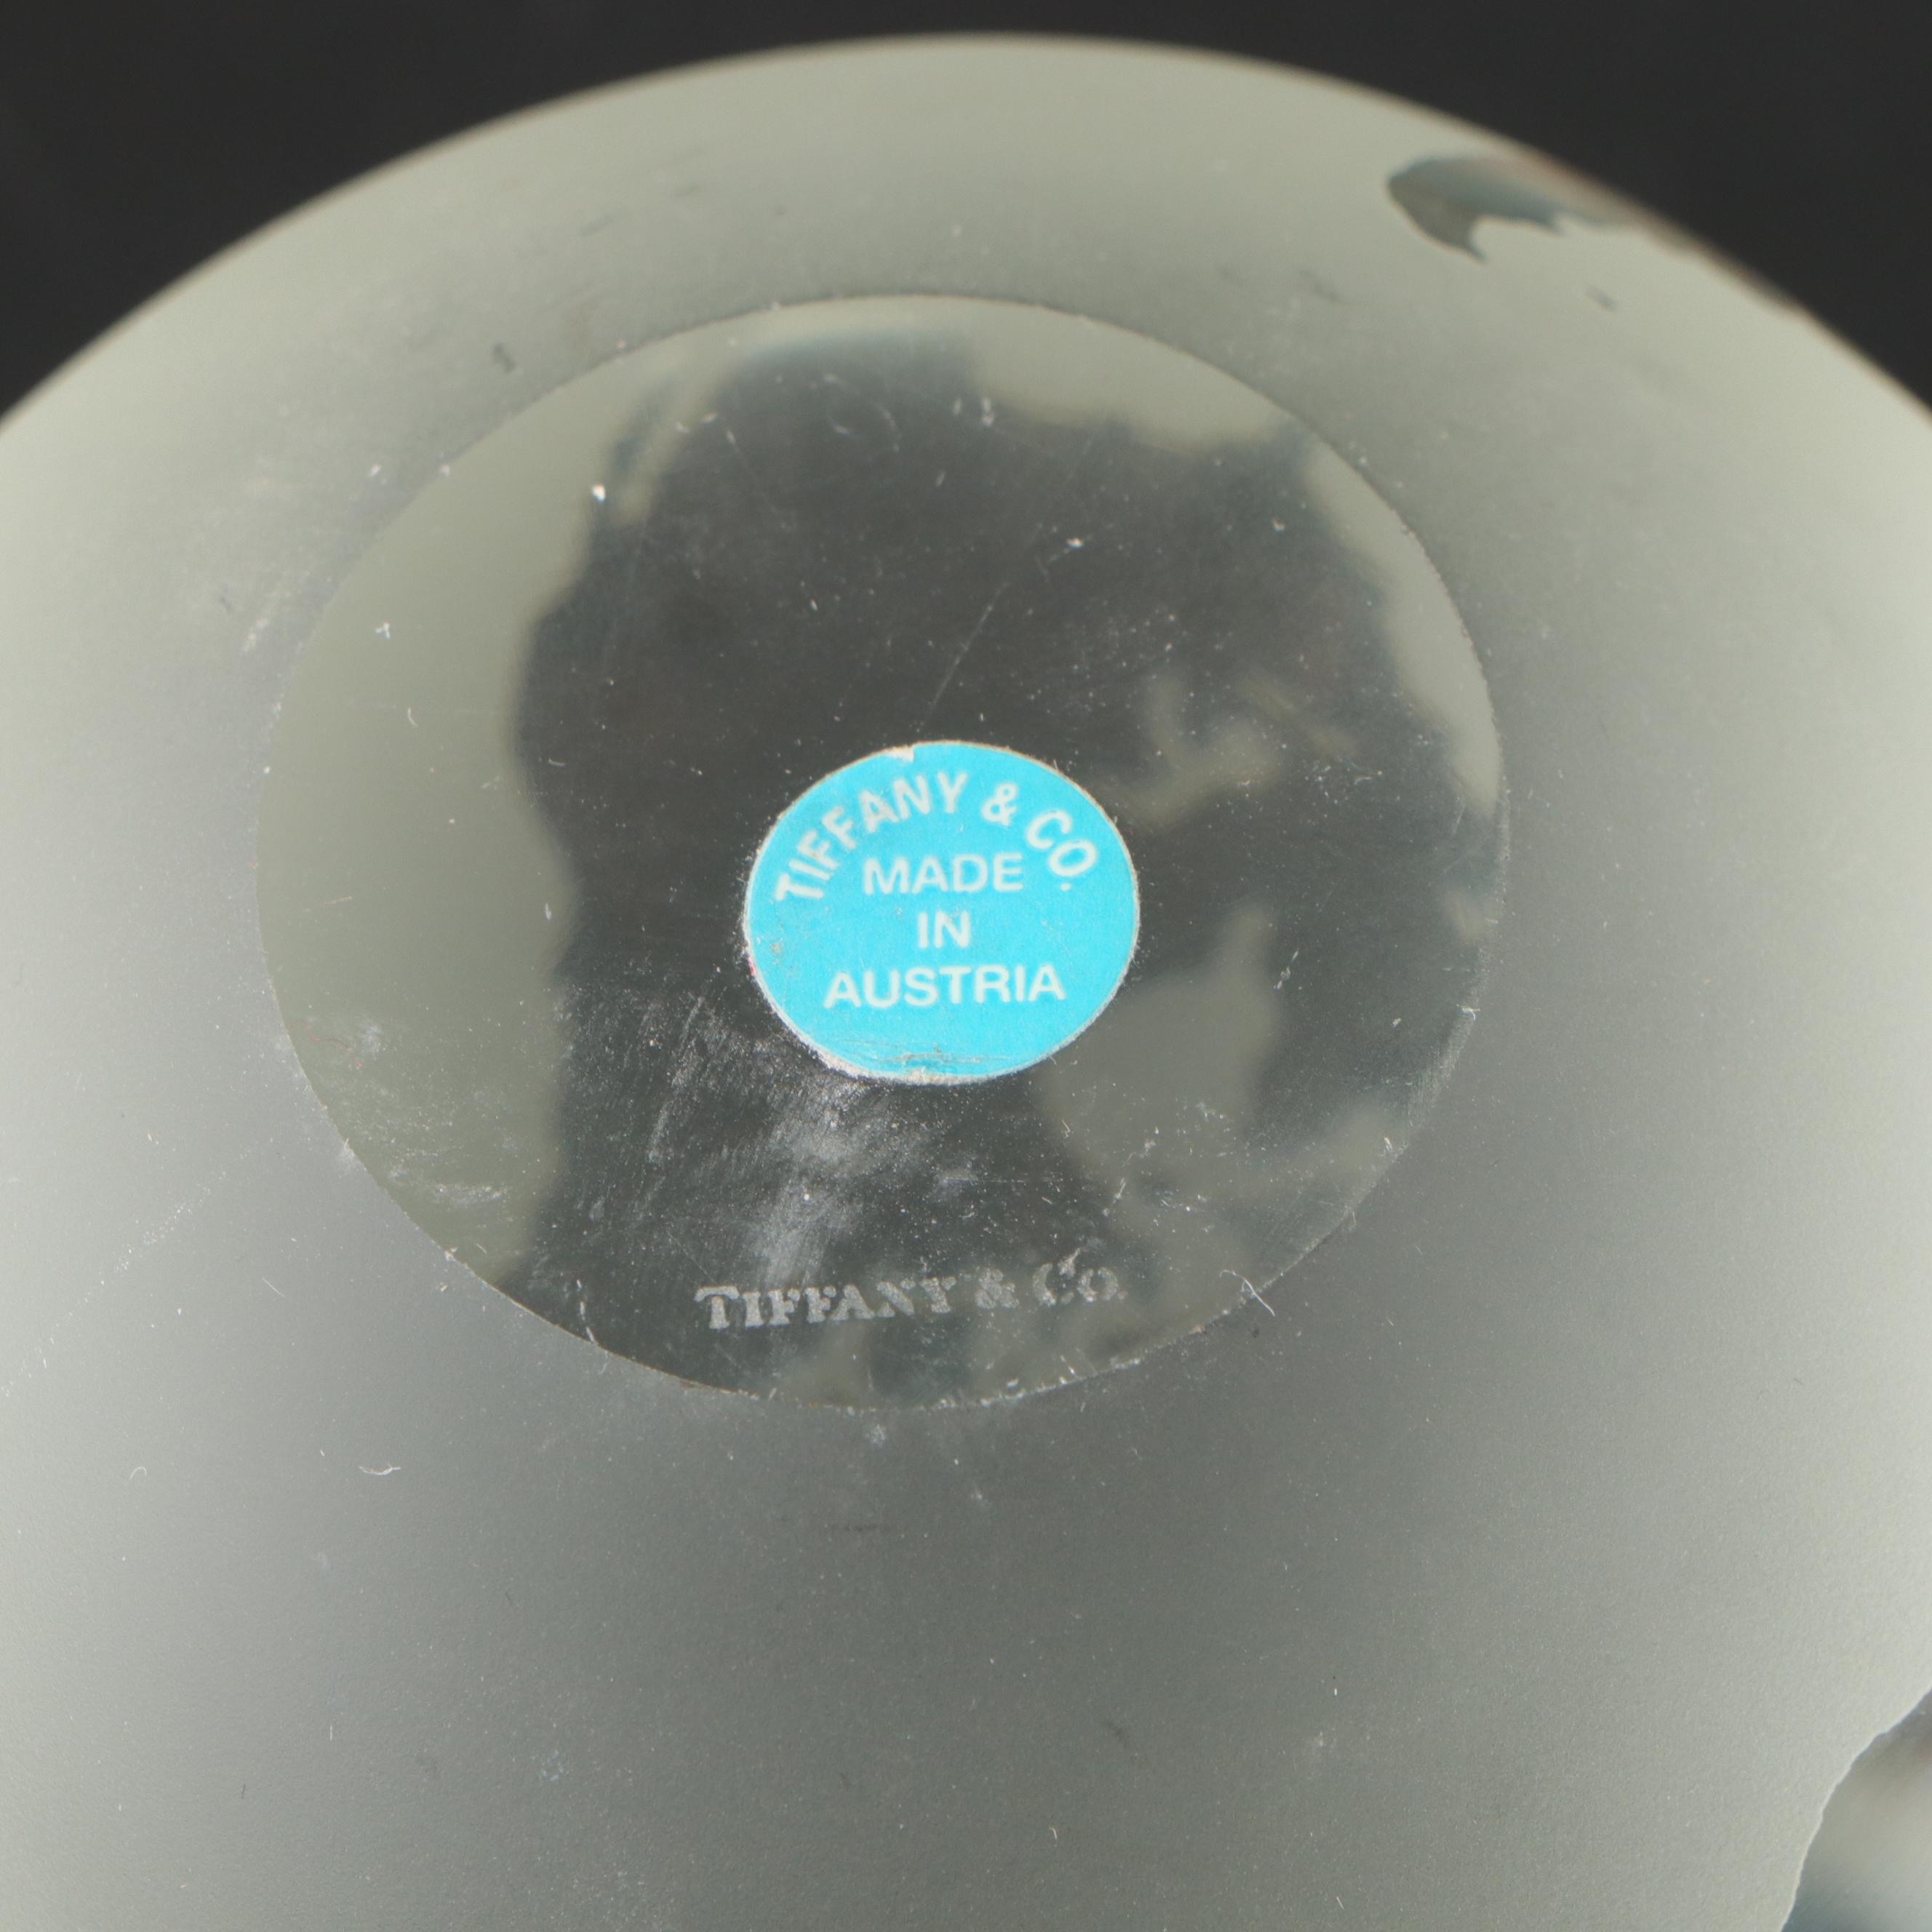 TIFFANY & CO.
MADE
IN
AUSTRIA
TIFFANY & CO.